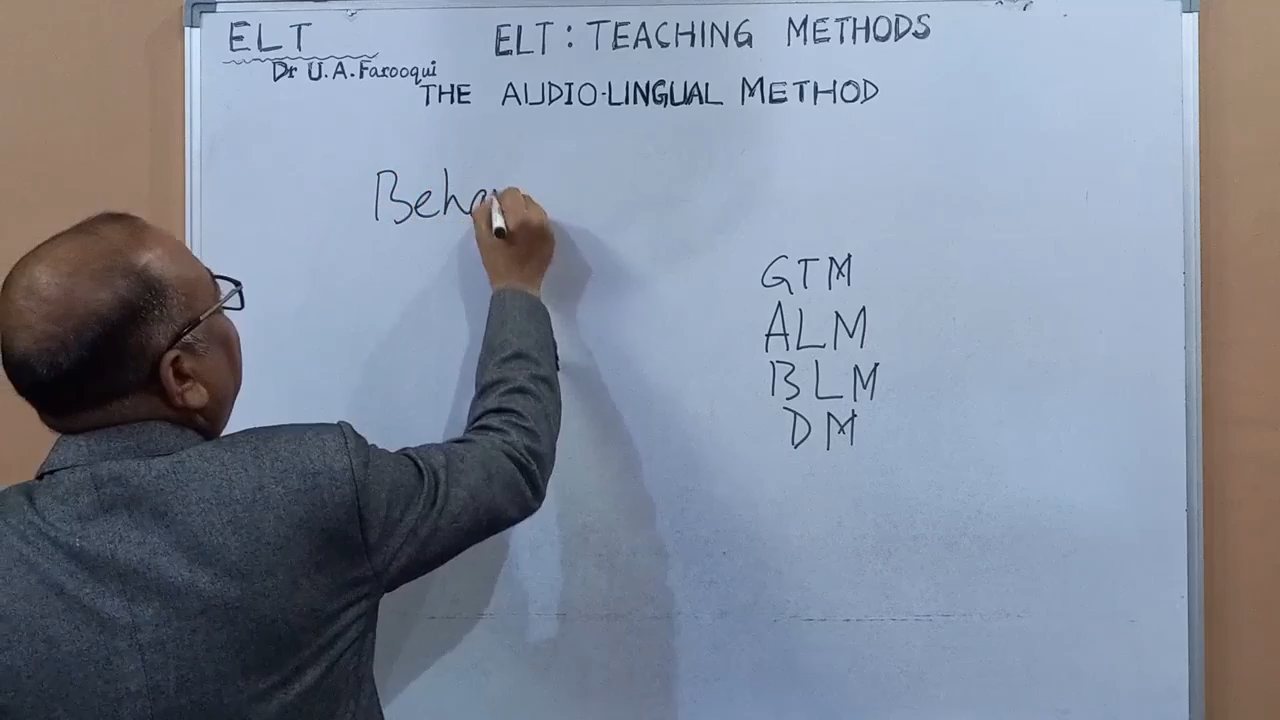 ELT
Dr U.A. Farooqui
ELT: TEACHING METHODS
THE AUDIO-LINGUAL METHOD
Beha
GTM
ALM
BLM
DM